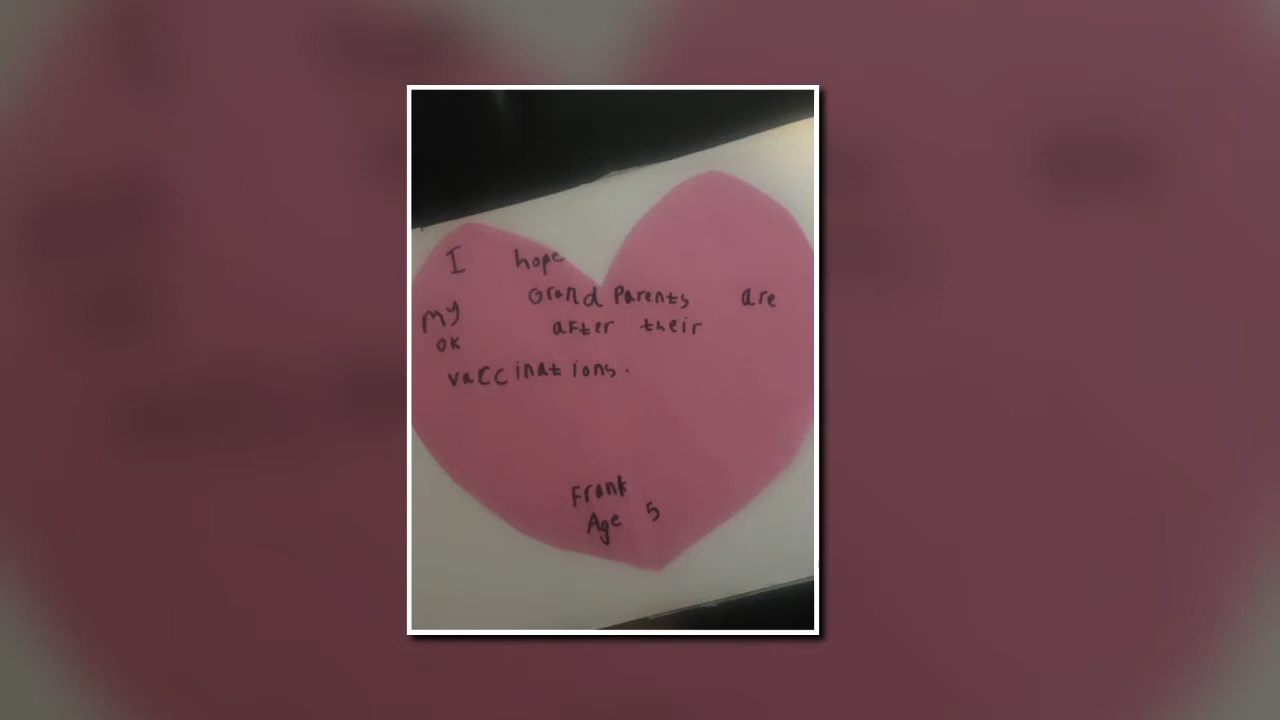 I hope
my Grand Parents are
OK after their
vaccinations.
Frank
Age 5